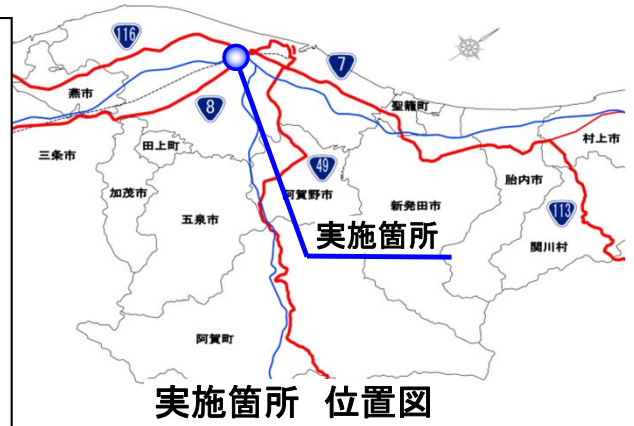 116
7
燕市
8
聖籠町
三条市
田上町
村上市
加茂市
49
阿賀野市
胎内市
新発田市
五泉市
113
実施箇所
関川村
阿賀町
実施箇所 位置図